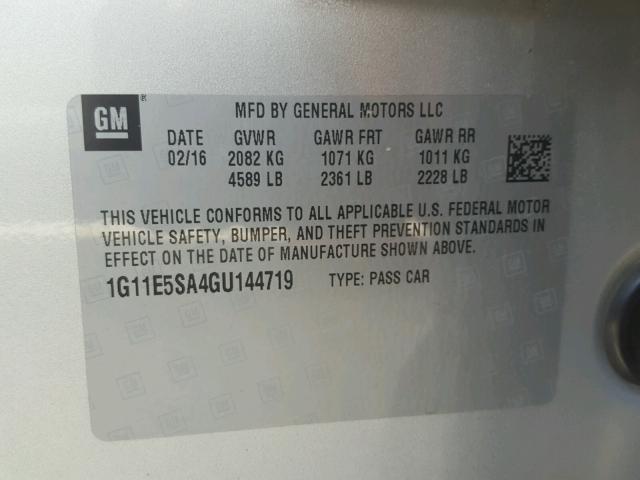 GM ®
MFD BY GENERAL MOTORS LLC
DATE GVWR GAWR FRT GAWR RR
02/16 2082 KG 1071 KG 1011 KG
4589 LB 2361 LB 2228 LB
THIS VEHICLE CONFORMS TO ALL APPLICABLE U.S. FEDERAL MOTOR
VEHICLE SAFETY, BUMPER, AND THEFT PREVENTION STANDARDS IN
EFFECT ON THE DATE OF MANUFACTURE SHOWN ABOVE.
1G11E5SA4GU144719 TYPE: PASS CAR